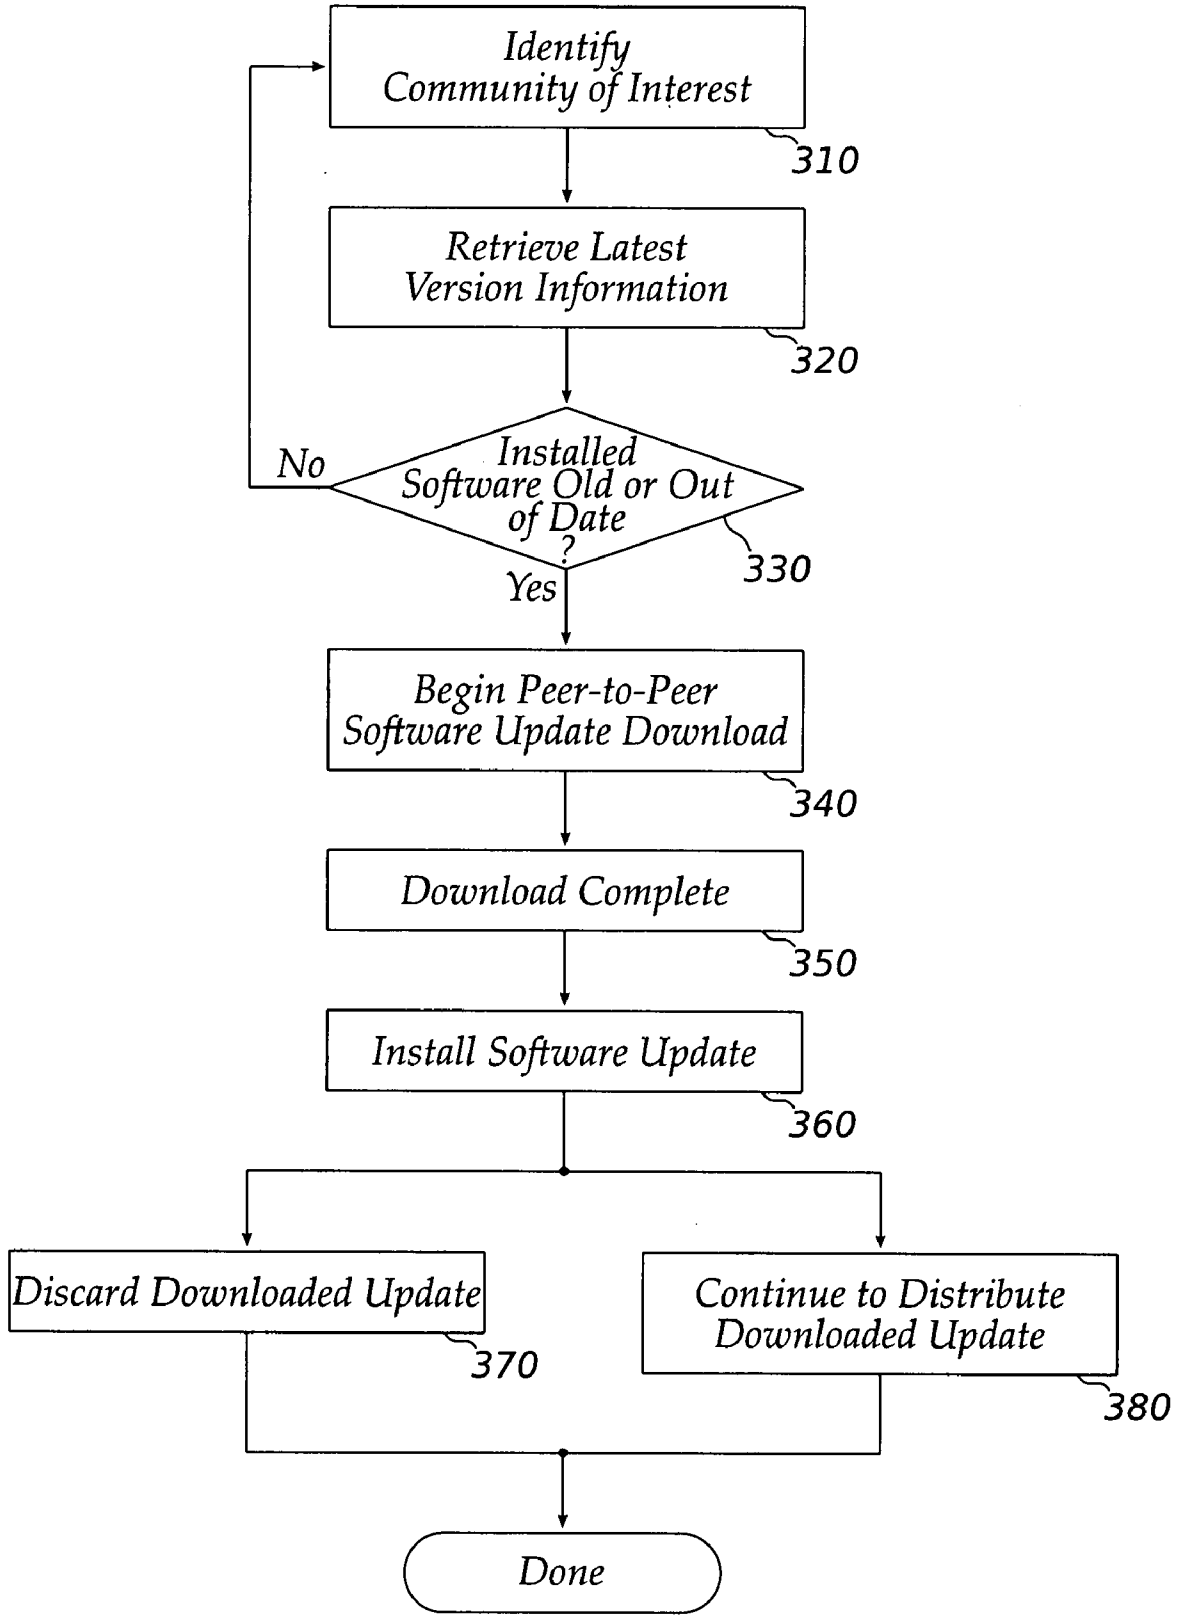 Identify
Community of Interest
310
Retrieve Latest
Version Information
320
Installed
Software Old or Out
of Date
?
No
330
Yes
Begin Peer-to-Peer
Software Update Download
340
Download Complete
350
Install Software Update
360
Discard Downloaded Update
370
Continue to Distribute
Downloaded Update
380
Done